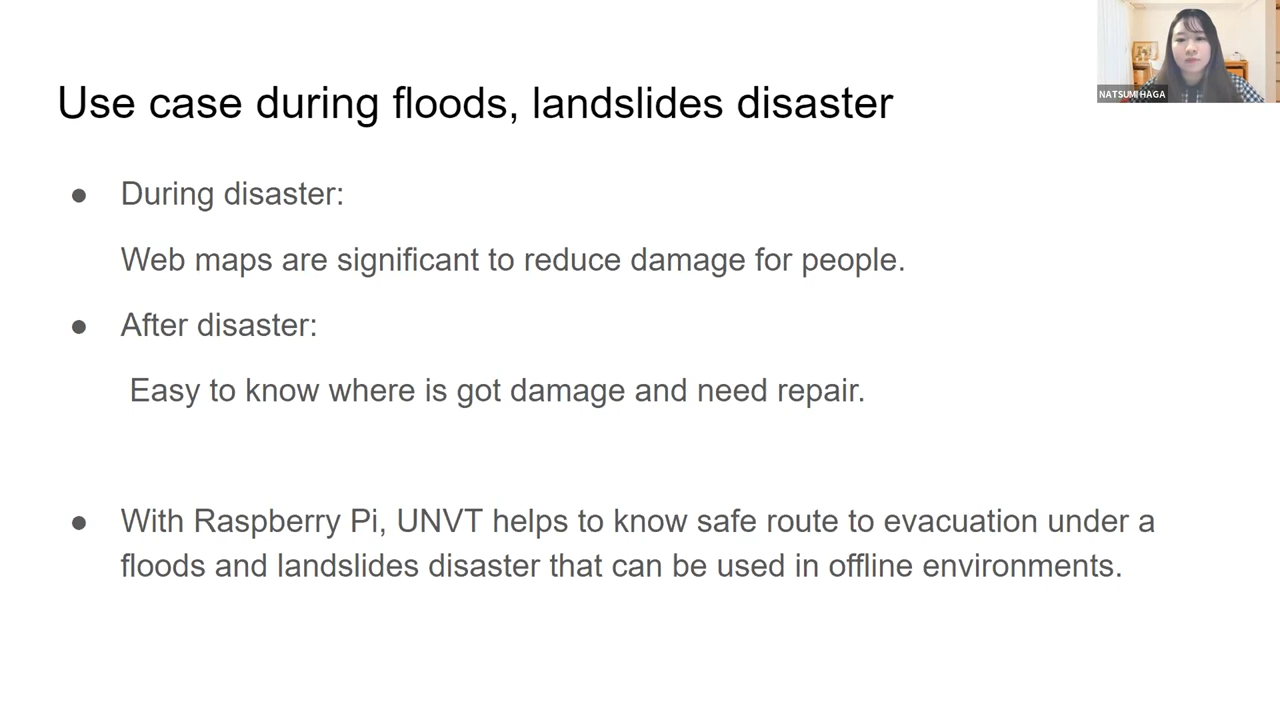 Use case during floods, landslides disaster
NATSUMI HAGA
● During disaster:
Web maps are significant to reduce damage for people.
● After disaster:
Easy to know where is got damage and need repair.
● With Raspberry Pi, UNVT helps to know safe route to evacuation under a
floods and landslides disaster that can be used in offline environments.